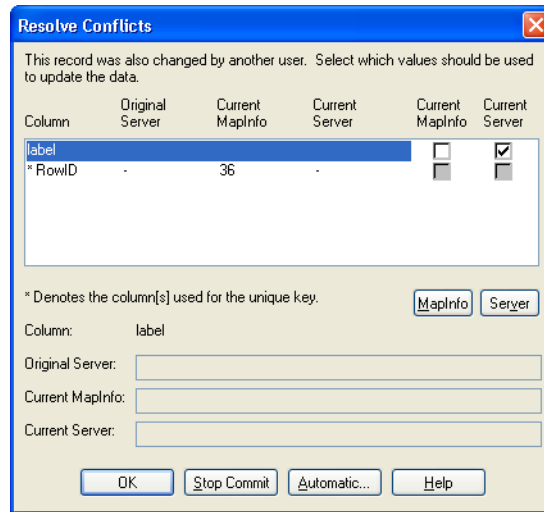 Resolve Conflicts
This record was also changed by another user. Select which values should be used
to update the data.
Original Current Current Current Current
Column Server MapInfo Server MapInfo Server
label
* RowID - 36 -
* Denotes the column[s] used for the unique key. MapInfo Server
Column: label
Original Server:
Current MapInfo:
Current Server:
OK Stop Commit Automatic... Help